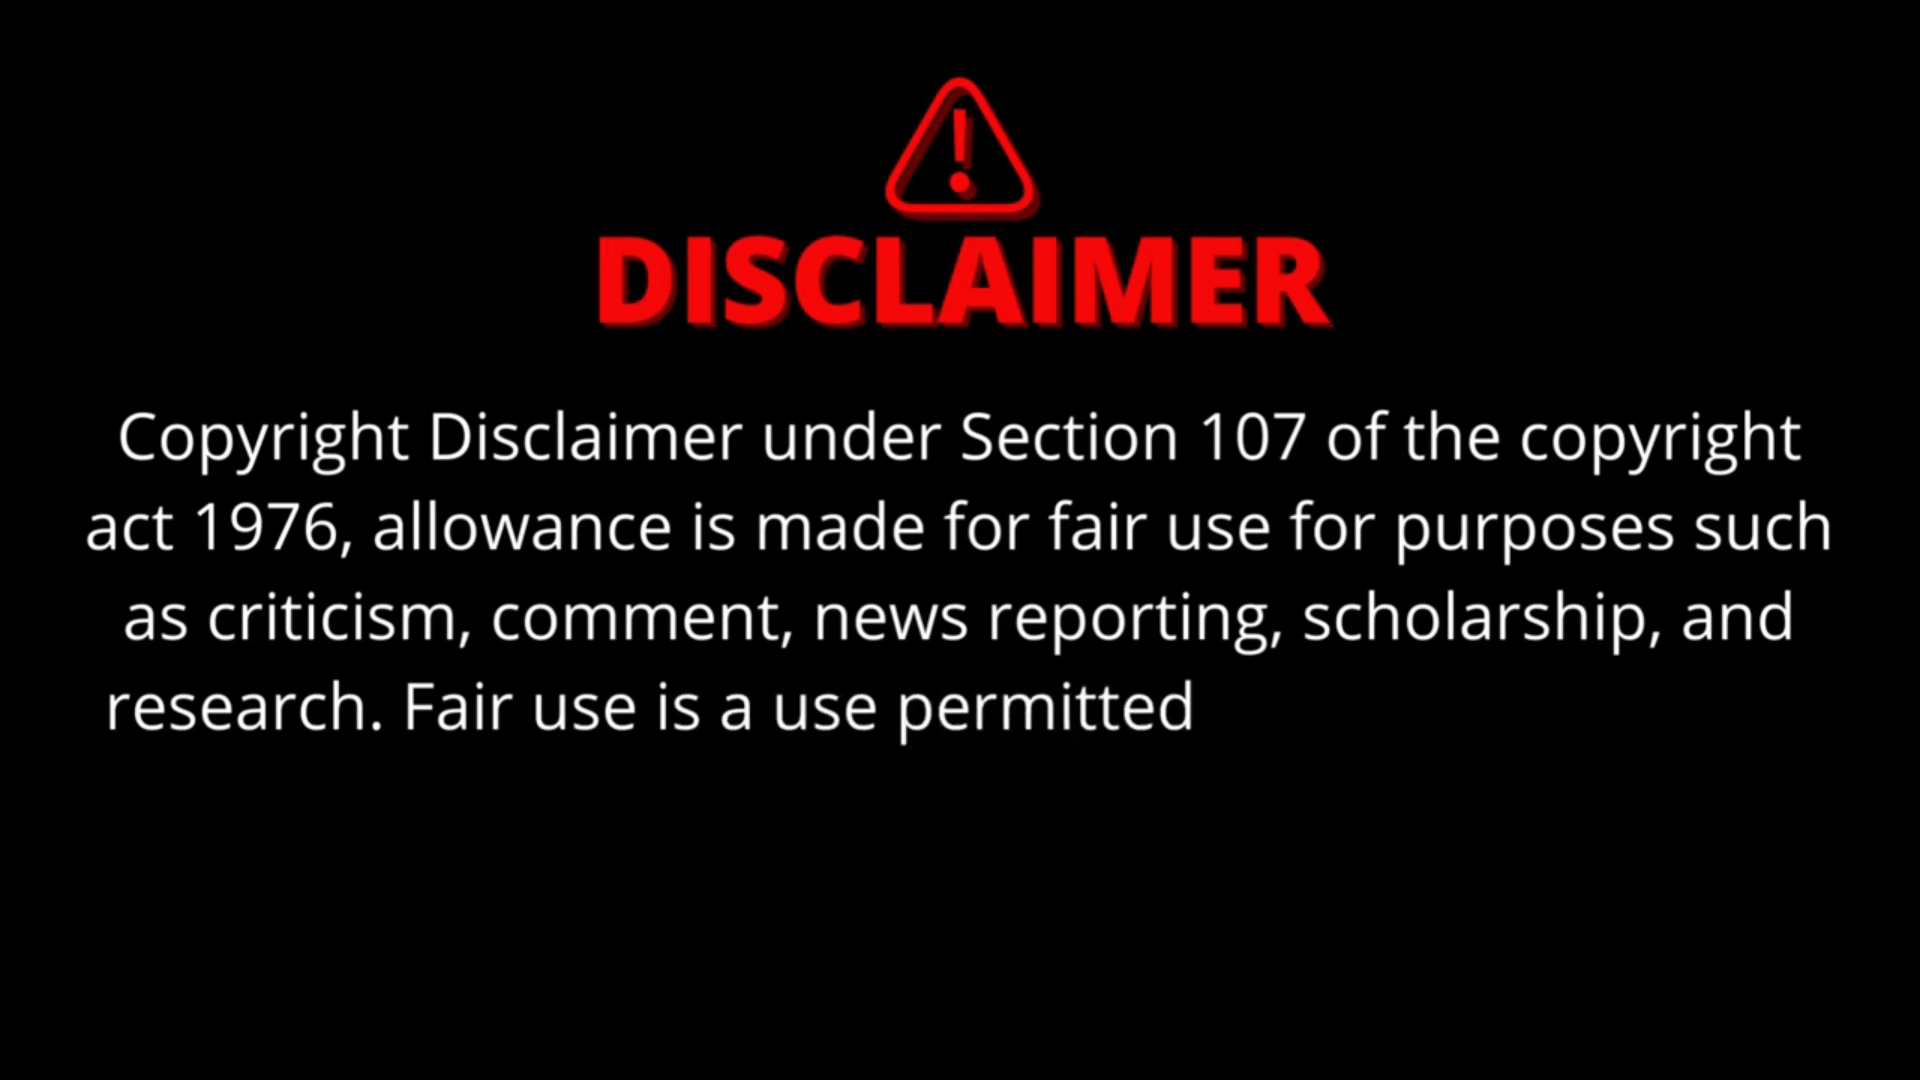 DISCLAIMER
Copyright Disclaimer under Section 107 of the copyright
act 1976, allowance is made for fair use for purposes such
as criticism, comment, news reporting, scholarship, and
research. Fair use is a use permitted